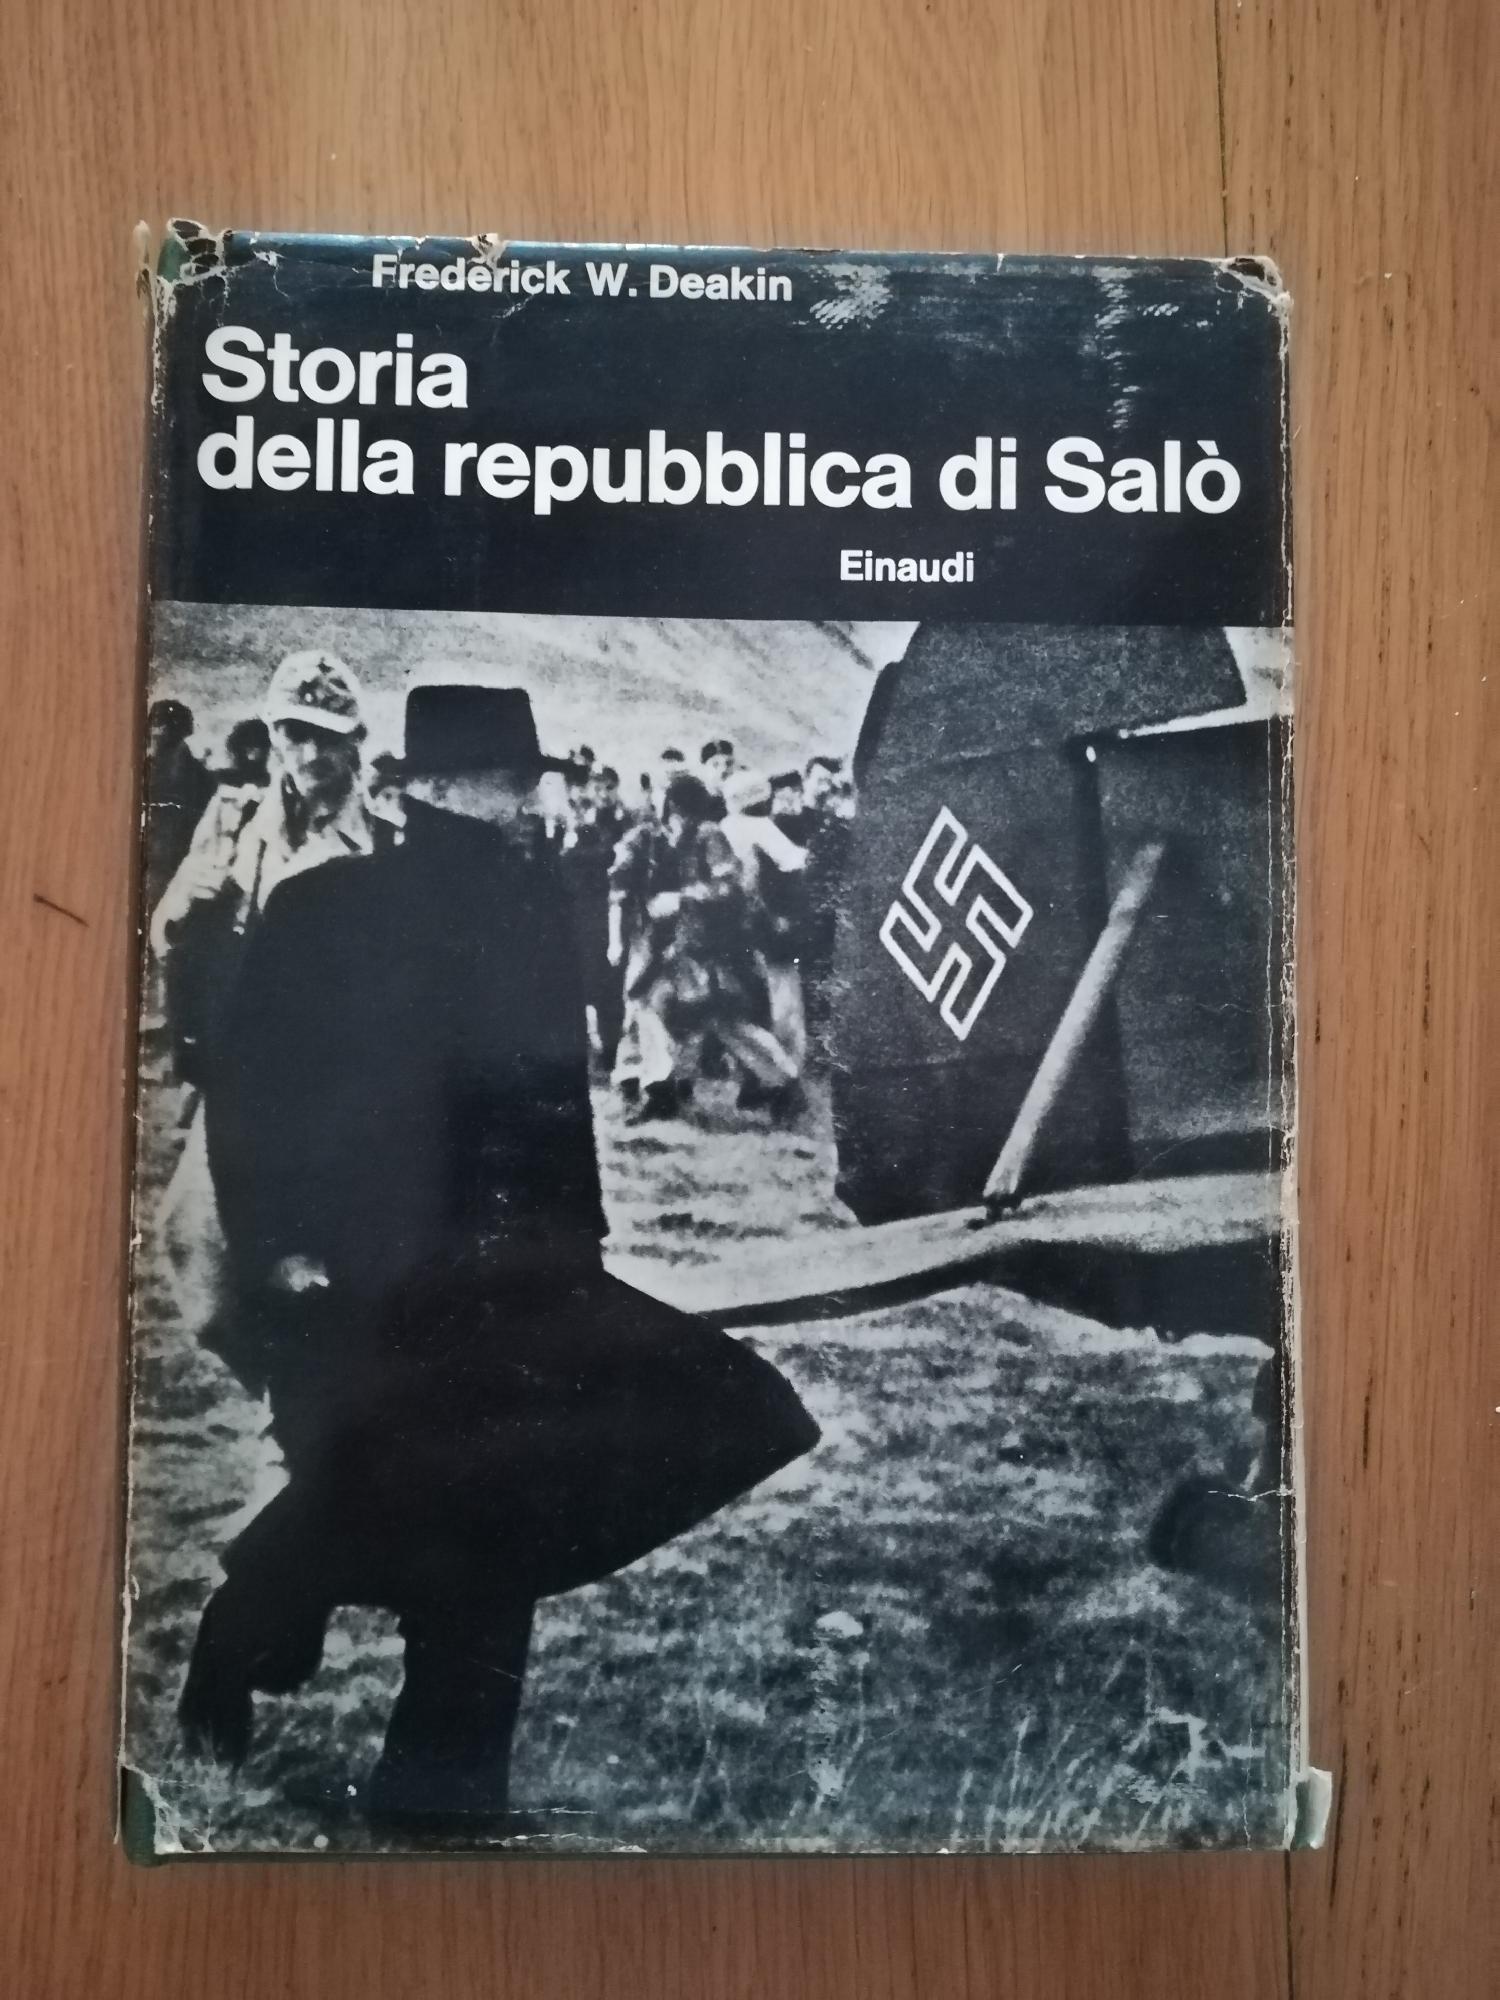 Frederick W. Deakin
Storia
della repubblica di Salò
Einaudi